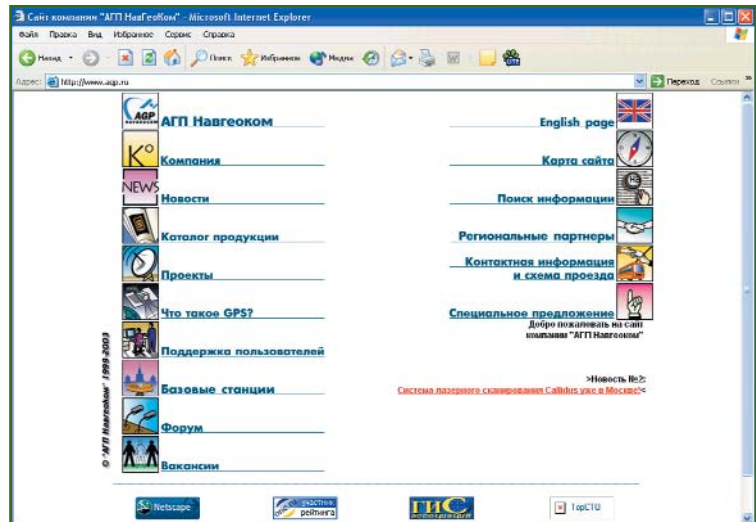 Сайт компании "АГП НавГеоКом" - Microsoft Internet Explorer
Файл Правка Вид Избранное Сервис Справка
Назад Поиск Избранное Медиа
Адрес: http://www.agp.ru Переход Ссылки
AGP
АГП Навгеоком
English page
K°
Компания
Карта сайта
NEWS
Новости
Поиск информации
Каталог продукции
Региональные партнеры
Проекты
Контактная информация
и схема проезда
Что такое GPS?
Специальное предложение
Добро пожаловать на сайт
компании "АГП Навгеоком"
Поддержка пользователей
Базовые станции
>Новость №2:
Система лазерного сканирования Callidus уже в Москве!<
Форум
Вакансии
© "АГП Навгеоком" 1999-2003
Netscape
участник
рейтинга
ГИС
АССОЦИАЦИЯ
TopCTO